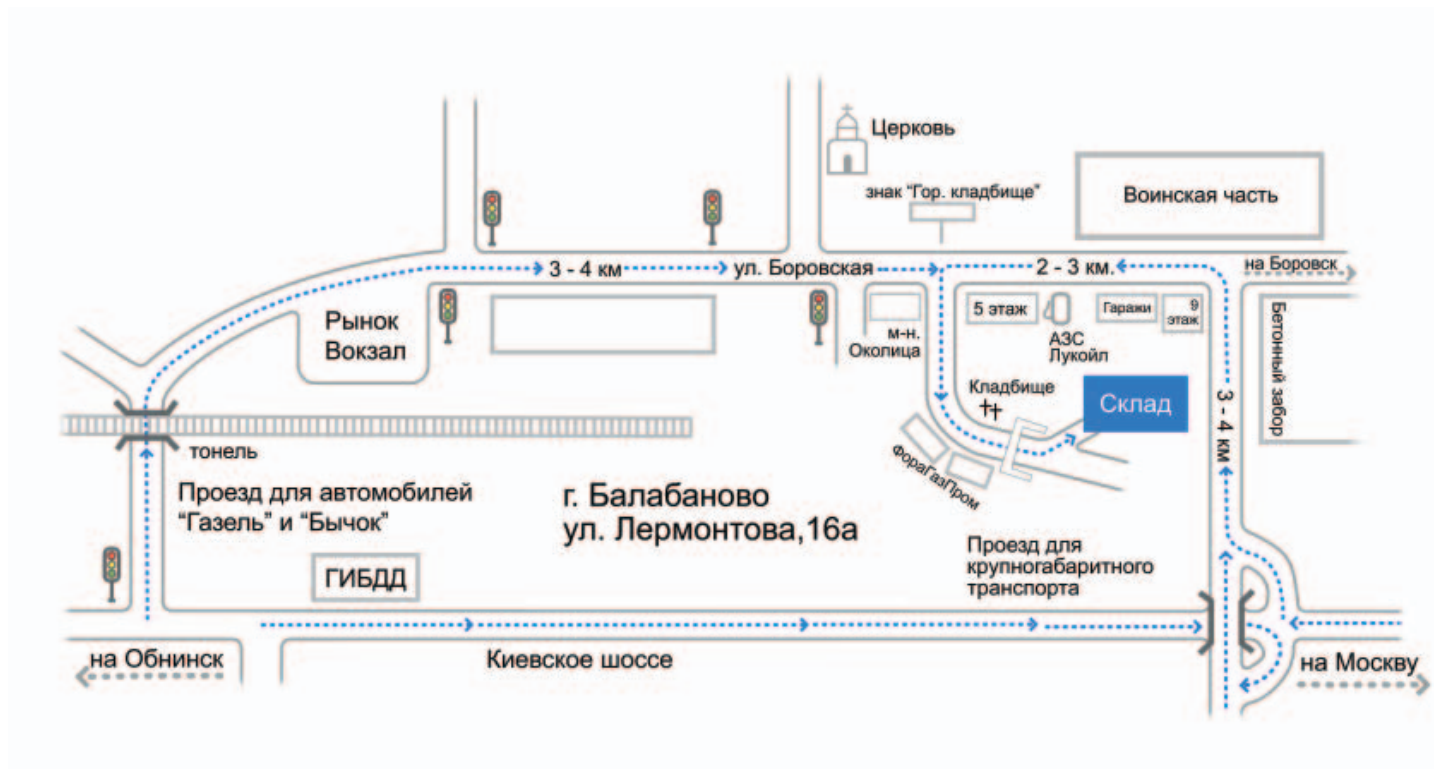 Церковь
знак “Гор. кладбище”
Воинская часть
3 - 4 км
ул. Боровская
2 - 3 км.
на Боровск
Рынок
Вокзал
м-н.
Околица
5 этаж
АЗС
Лукойл
Гаражи
9
этаж
Бетонный забор
Кладбище
Склад
3 - 4 км
тонель
ФораГазПром
Проезд для автомобилей
“Газель” и “Бычок”
г. Балабаново
ул. Лермонтова,16а
Проезд для
крупногабаритного
транспорта
ГИБДД
на Обнинск
Киевское шоссе
на Москву